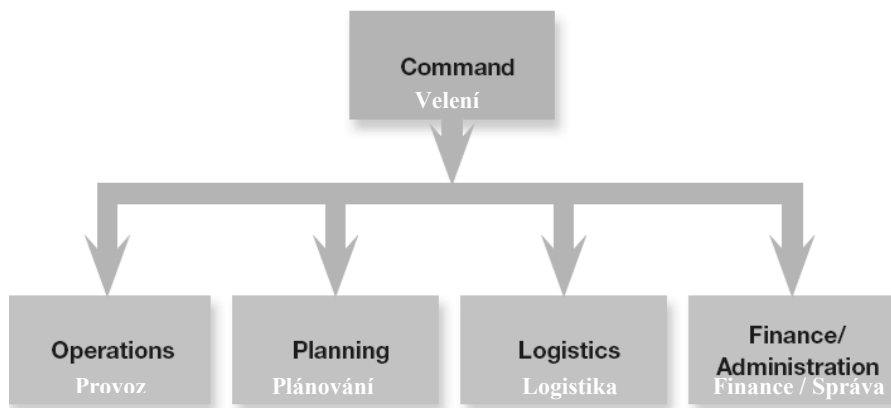 Command
Velení
Operations
Provoz
Planning
Plánování
Logistics
Logistika
Finance/
Administration
Finance / Správa